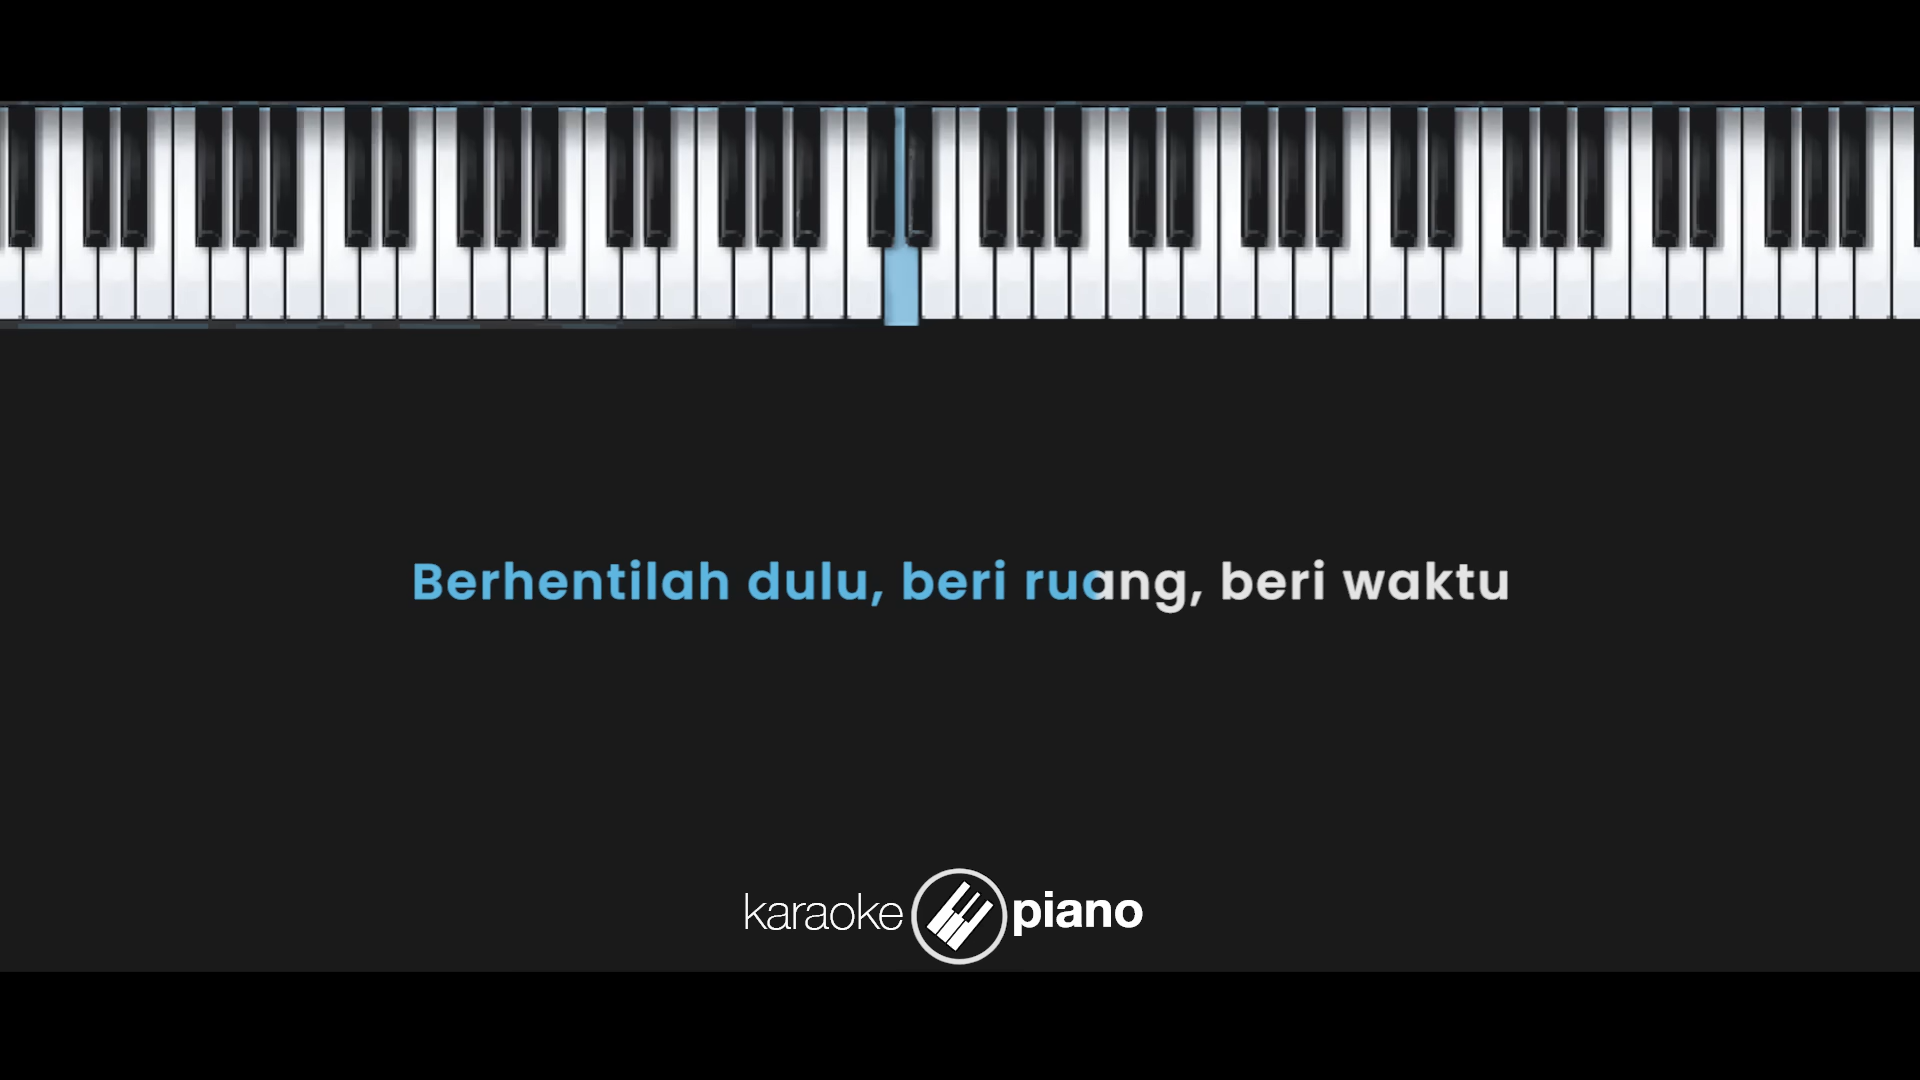 Berhentilah dulu, beri ruang, beri waktu
karaoke piano